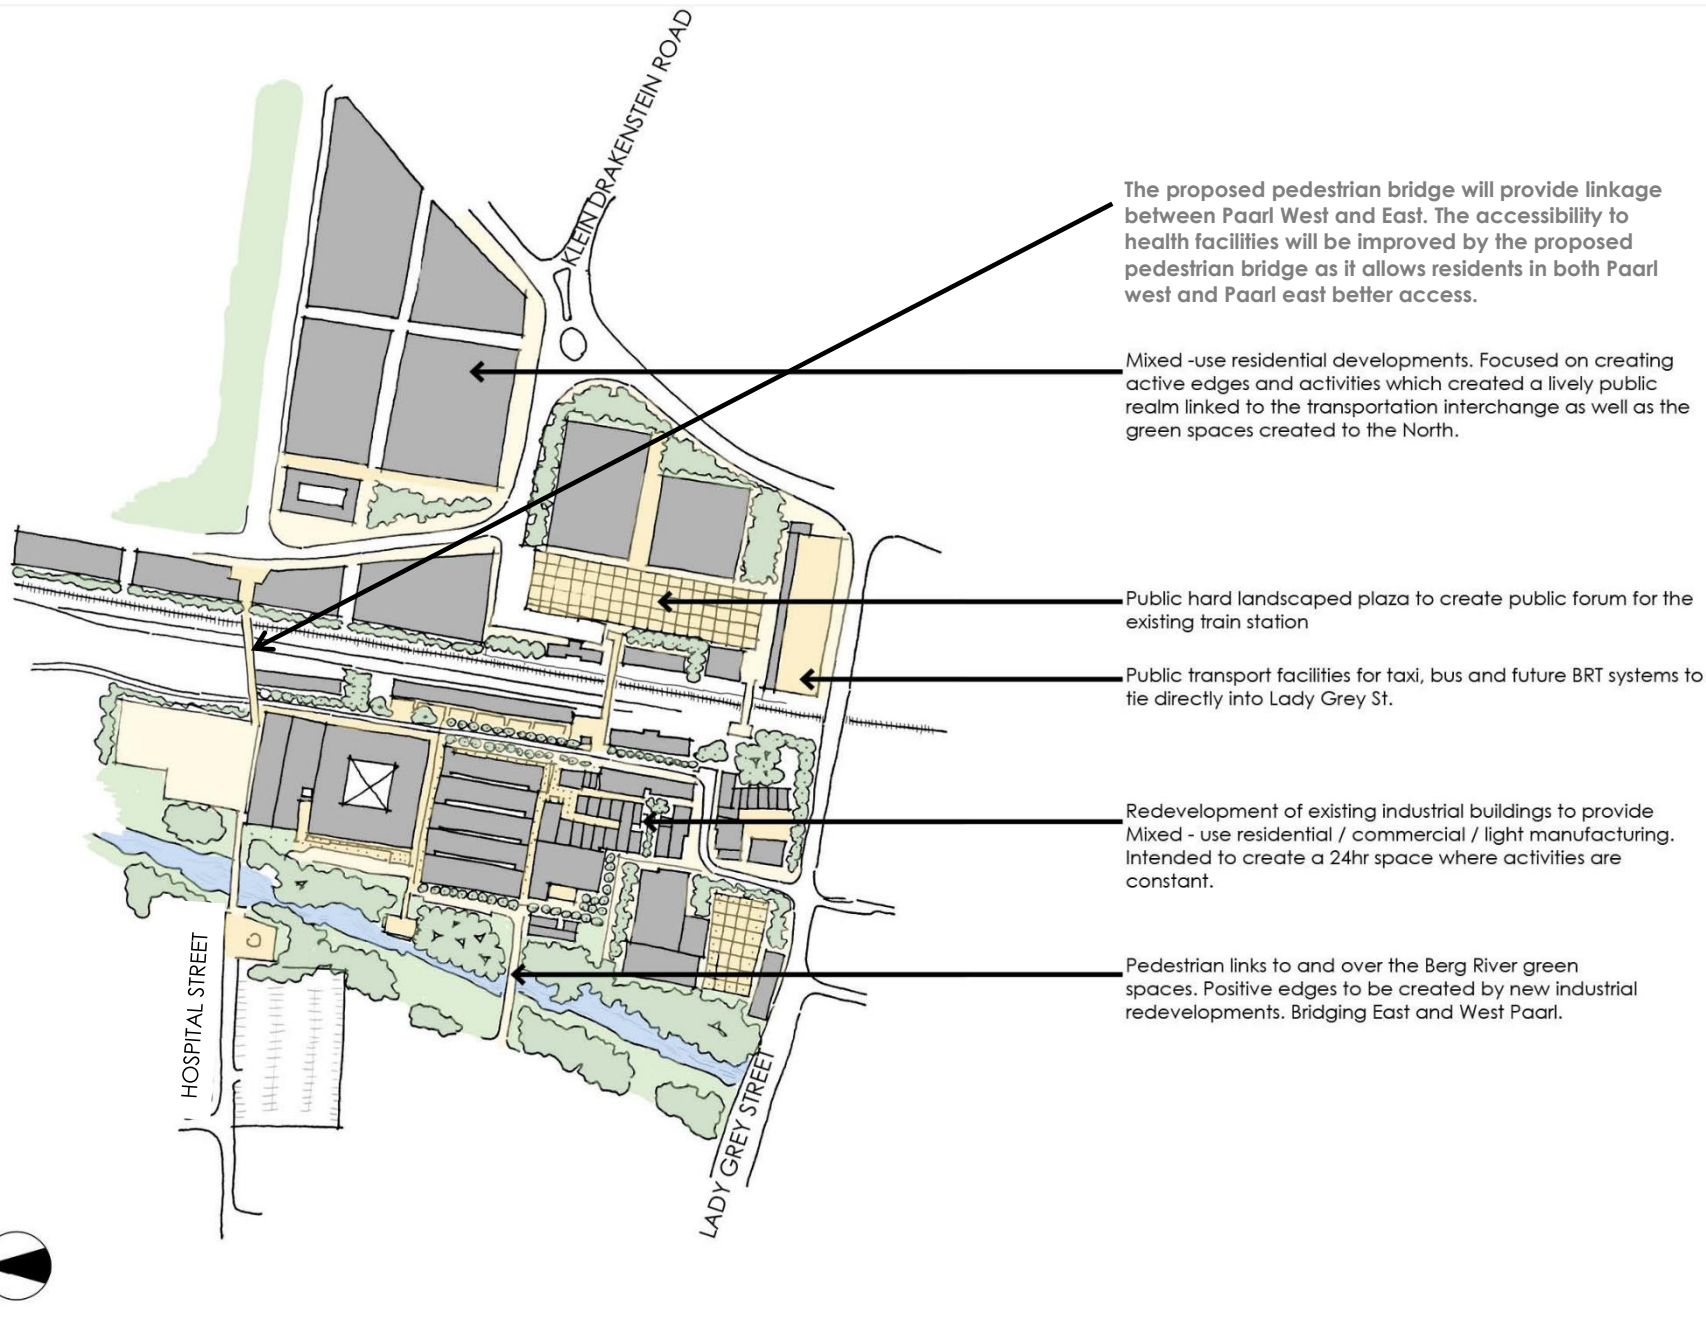 KLEIN DRAKENSTEIN ROAD
The proposed pedestrian bridge will provide linkage
between Paarl West and East. The accessibility to
health facilities will be improved by the proposed
pedestrian bridge as it allows residents in both Paarl
west and Paarl east better access.
Mixed -use residential developments. Focused on creating
active edges and activities which created a lively public
realm linked to the transportation interchange as well as the
green spaces created to the North.
Public hard landscaped plaza to create public forum for the
existing train station
Public transport facilities for taxi, bus and future BRT systems to
tie directly into Lady Grey St.
Redevelopment of existing industrial buildings to provide
Mixed - use residential / commercial / light manufacturing.
Intended to create a 24hr space where activities are
constant.
Pedestrian links to and over the Berg River green
spaces. Positive edges to be created by new industrial
redevelopments. Bridging East and West Paarl.
HOSPITAL STREET
LADY GREY STREET